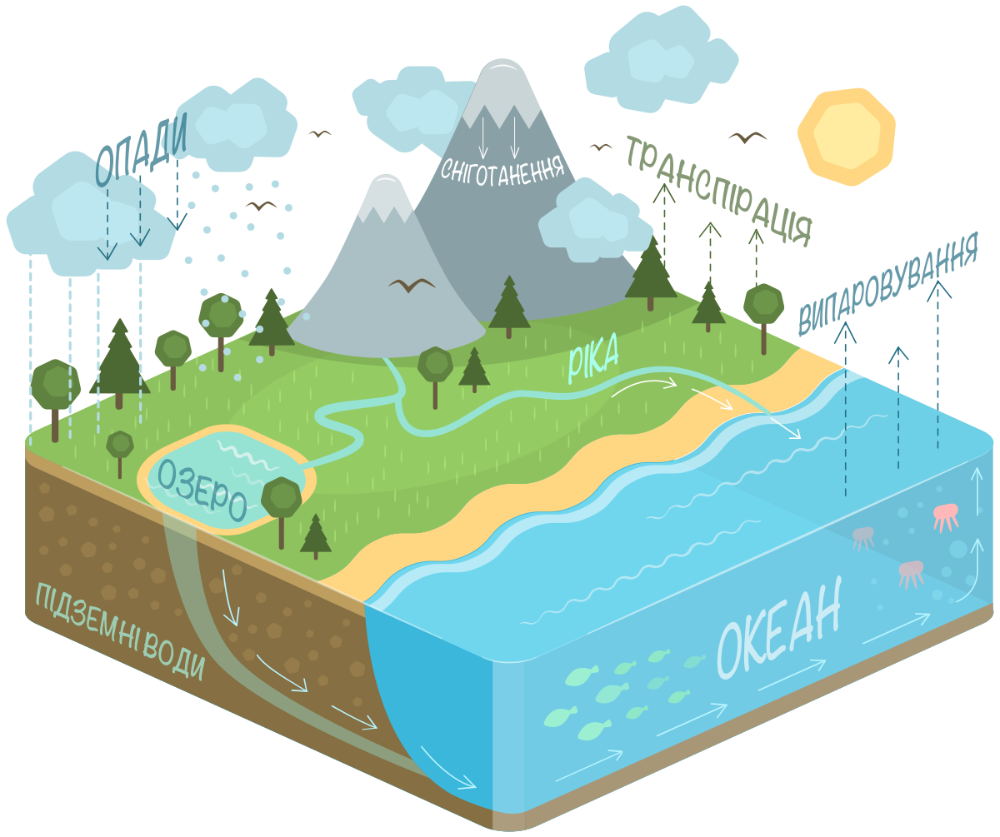 ОПАДИ
СНІГОТАНЕННЯ
ТРАНСПІРАЦІЯ
ВИПАРОВУВАННЯ
РІКА
ОЗЕРО
ПІДЗЕМНІ ВОДИ
ОКЕАН